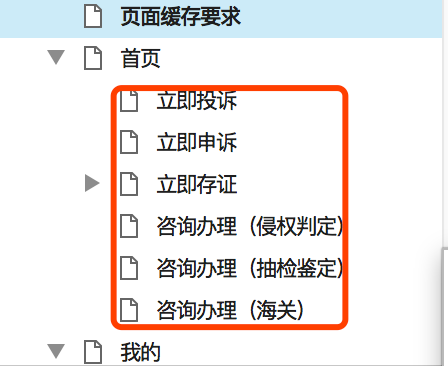 页面缓存要求
首页
立即投诉
立即申诉
立即存证
咨询办理（侵权判定）
咨询办理（抽检鉴定）
咨询办理（海关）
我的